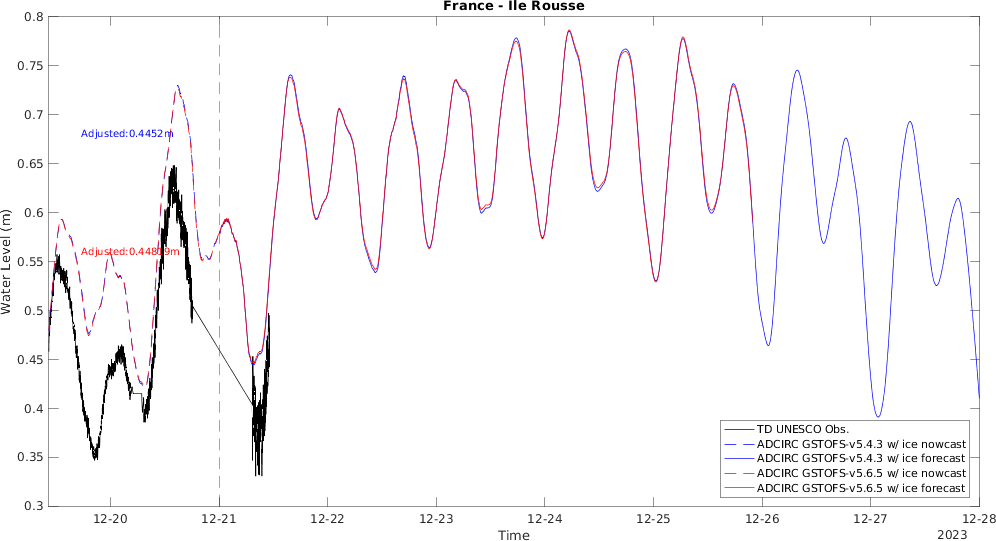 France - Ile Rousse
0.8
0.75
0.7
0.65
0.6
0.55
0.5
0.45
0.4
0.35
0.3
Water Level (m)
Adjusted:0.4452m
Adjusted:0.44809m
12-20
12-21
12-22
12-23
12-24
12-25
12-26
12-27
12-28
Time
2023
TD UNESCO Obs.
ADCIRC GSTOFS-v5.4.3 w/ ice nowcast
ADCIRC GSTOFS-v5.4.3 w/ ice forecast
ADCIRC GSTOFS-v5.6.5 w/ ice nowcast
ADCIRC GSTOFS-v5.6.5 w/ ice forecast